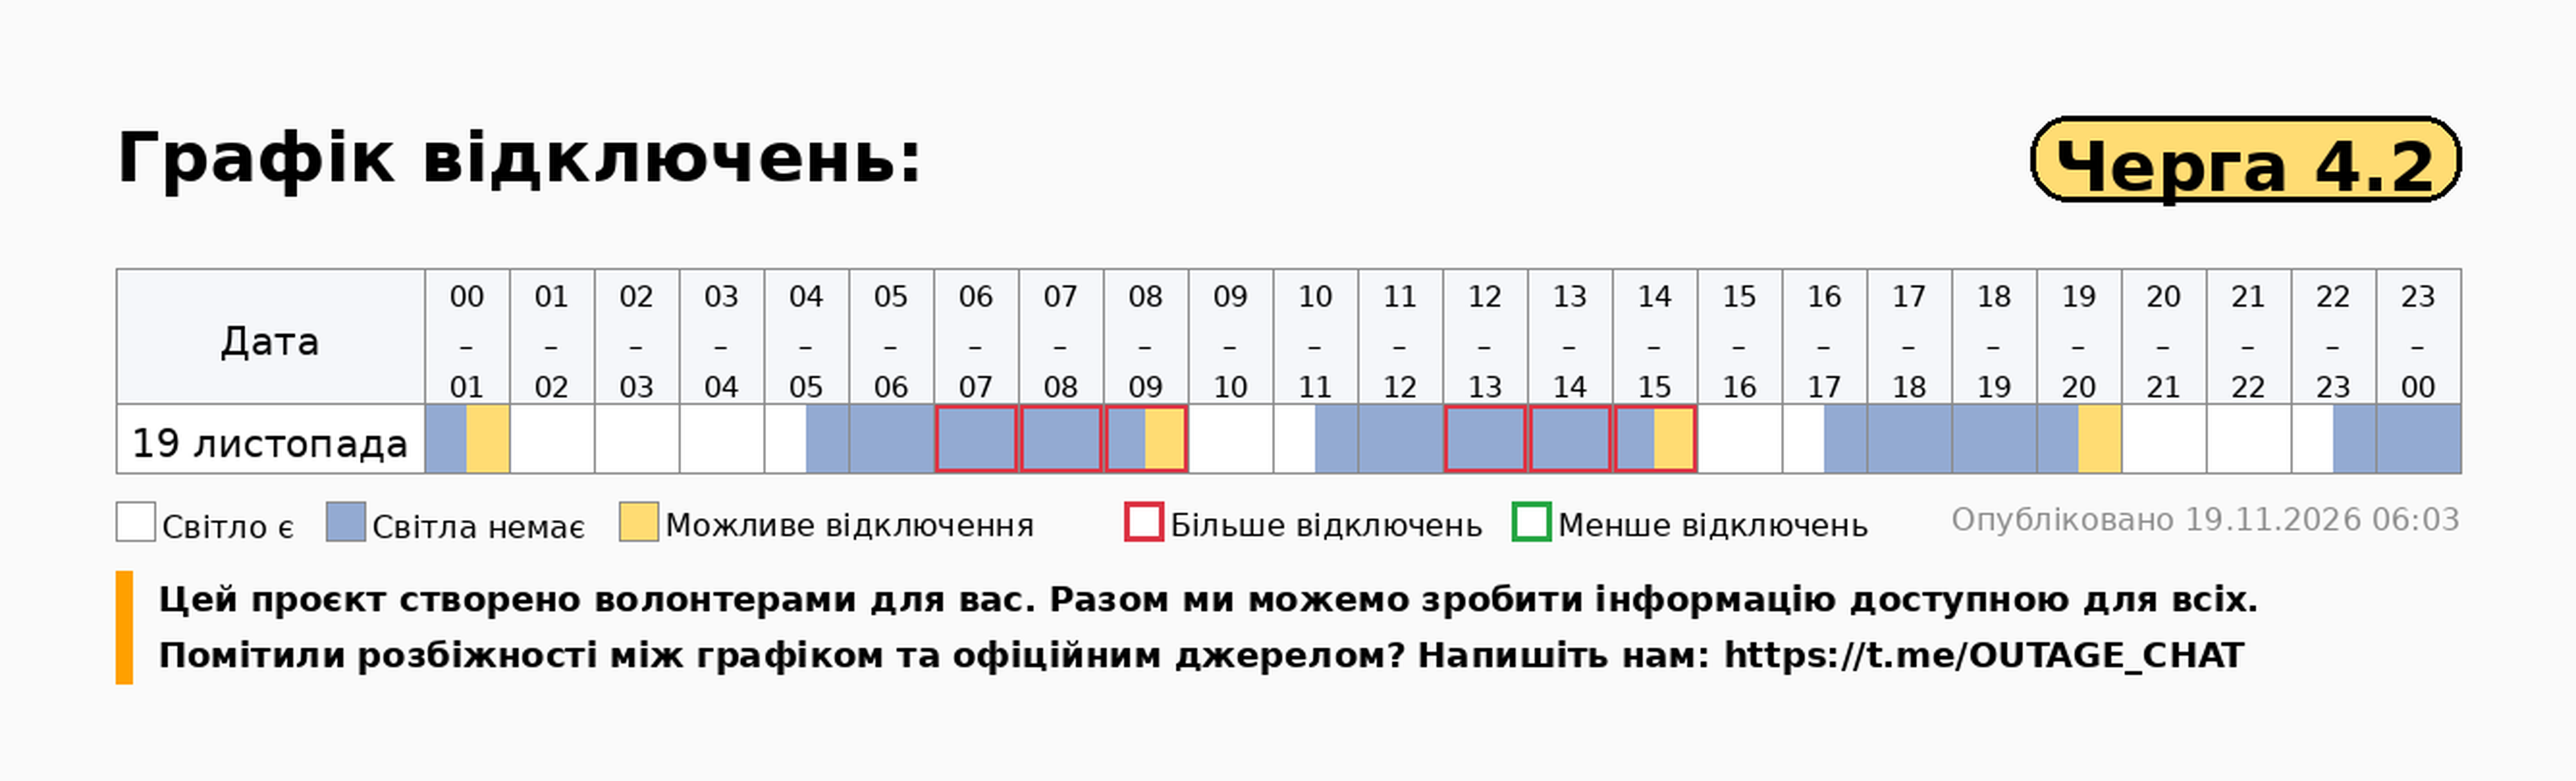 Графік відключень:
Черга 4.2
Дата
00 – 01
01 – 02
02 – 03
03 – 04
04 – 05
05 – 06
06 – 07
07 – 08
08 – 09
09 – 10
10 – 11
11 – 12
12 – 13
13 – 14
14 – 15
15 – 16
16 – 17
17 – 18
18 – 19
19 – 20
20 – 21
21 – 22
22 – 23
23 – 00
19 листопада
Світло є
Світла немає
Можливе відключення
Більше відключень
Менше відключень
Опубліковано 19.11.2026 06:03
Цей проєкт створено волонтерами для вас. Разом ми можемо зробити інформацію доступною для всіх.
Помітили розбіжності між графіком та офіційним джерелом? Напишіть нам: https://t.me/OUTAGE_CHAT